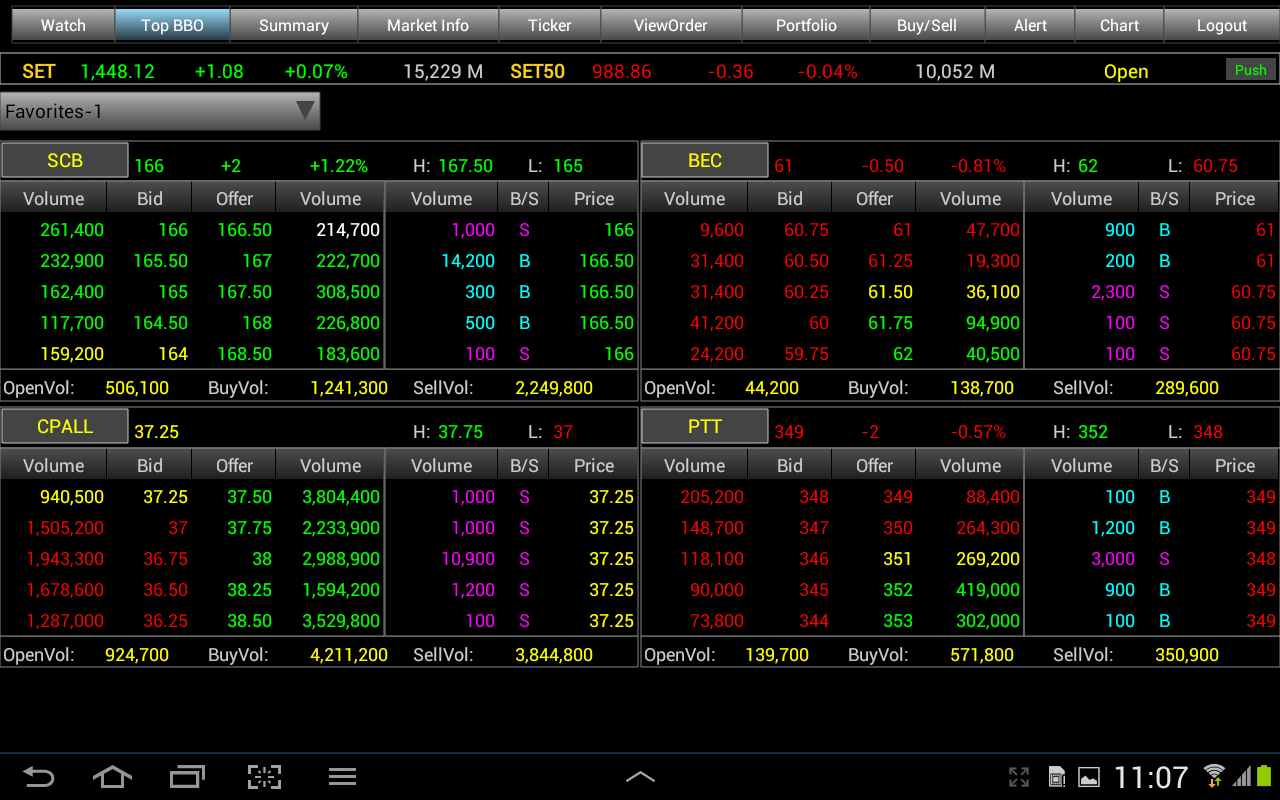 Watch Top BBO Summary Market Info Ticker ViewOrder Portfolio Buy/Sell Alert Chart Logout
SET 1,448.12 +1.08 +0.07% 15,229 M SET50 988.86 -0.36 -0.04% 10,052 M Open Push
Favorites-1
SCB 166 +2 +1.22% H: 167.50 L: 165
Volume Bid Offer Volume Volume B/S Price
261,400 166 166.50 214,700 1,000 S 166
232,900 165.50 167 222,700 14,200 B 166.50
162,400 165 167.50 308,500 300 B 166.50
117,700 164.50 168 226,800 500 B 166.50
159,200 164 168.50 183,600 100 S 166
OpenVol: 506,100 BuyVol: 1,241,300 SellVol: 2,249,800
BEC 61 -0.50 -0.81% H: 62 L: 60.75
Volume Bid Offer Volume Volume B/S Price
9,600 60.75 61 47,700 900 B 61
31,400 60.50 61.25 19,300 200 B 61
31,400 60.25 61.50 36,100 2,300 S 60.75
41,200 60 61.75 94,900 100 S 60.75
24,200 59.75 62 40,500 100 S 60.75
OpenVol: 44,200 BuyVol: 138,700 SellVol: 289,600
CPALL 37.25 H: 37.75 L: 37
Volume Bid Offer Volume Volume B/S Price
940,500 37.25 37.50 3,804,400 1,000 S 37.25
1,505,200 37 37.75 2,233,900 1,000 S 37.25
1,943,300 36.75 38 2,988,900 10,900 S 37.25
1,678,600 36.50 38.25 1,594,200 1,200 S 37.25
1,287,000 36.25 38.50 3,529,800 100 S 37.25
OpenVol: 924,700 BuyVol: 4,211,200 SellVol: 3,844,800
PTT 349 -2 -0.57% H: 352 L: 348
Volume Bid Offer Volume Volume B/S Price
205,200 348 349 88,400 100 B 349
148,700 347 350 264,300 1,200 B 349
118,100 346 351 269,200 3,000 S 348
90,000 345 352 419,000 900 B 349
73,800 344 353 302,000 100 B 349
OpenVol: 139,700 BuyVol: 571,800 SellVol: 350,900
11:07